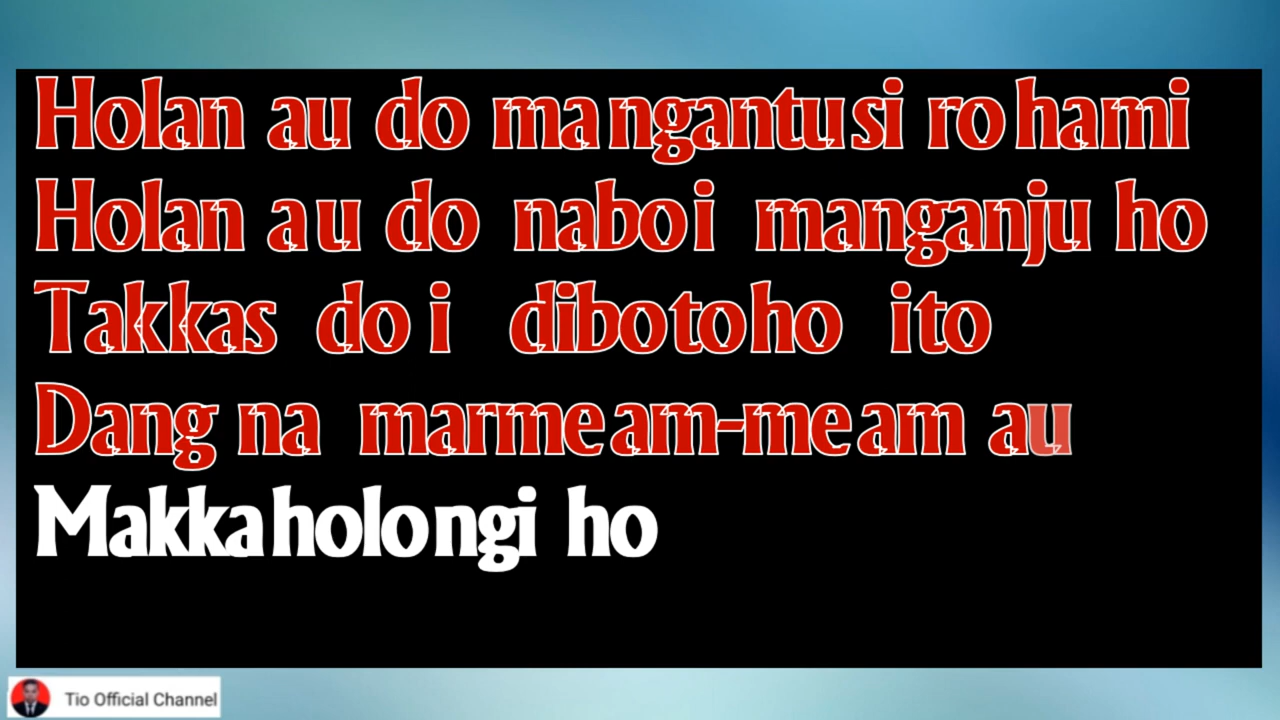 Holan au do mangantusi rohami
Holan au do naboi manganju ho
Takkas do i dibotoho ito
Dang na marmeam-meam au
Makkaholongi ho
Tio Official Channel